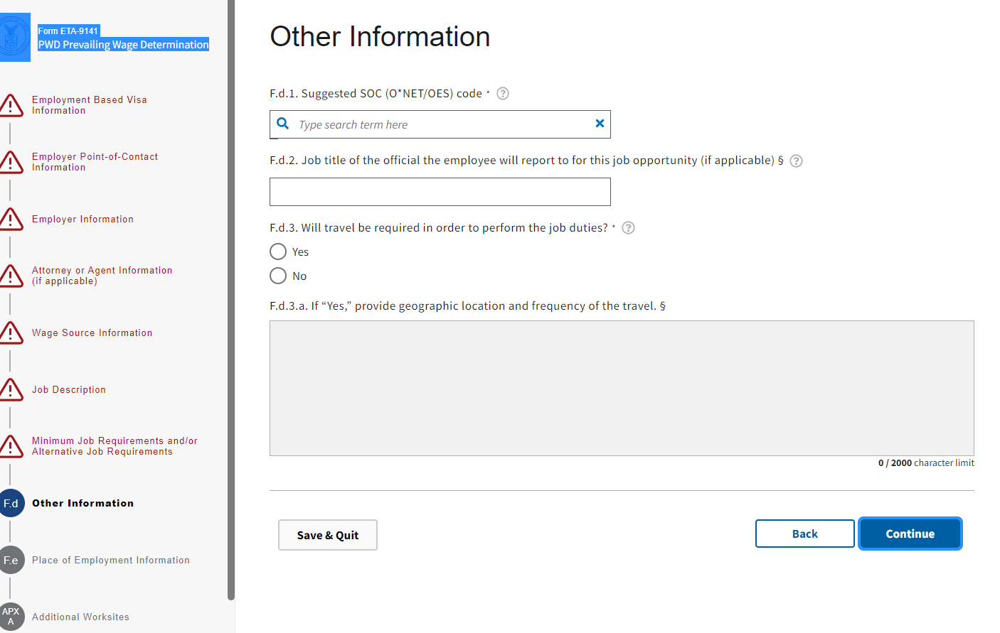 Form ETA-9141
PWD Prevailing Wage Determination
Employment Based Visa
Information
Employer Point-of-Contact
Information
Employer Information
Attorney or Agent Information
(if applicable)
Wage Source Information
Job Description
Minimum Job Requirements and/or
Alternative Job Requirements
F.d
Other Information
F.e
Place of Employment Information
APX
A
Additional Worksites
Other Information
F.d.1. Suggested SOC (O*NET/OES) code *
Type search term here
F.d.2. Job title of the official the employee will report to for this job opportunity (if applicable) §
F.d.3. Will travel be required in order to perform the job duties? *
Yes
No
F.d.3.a. If “Yes,” provide geographic location and frequency of the travel. §
0 / 2000 character limit
Save & Quit
Back
Continue